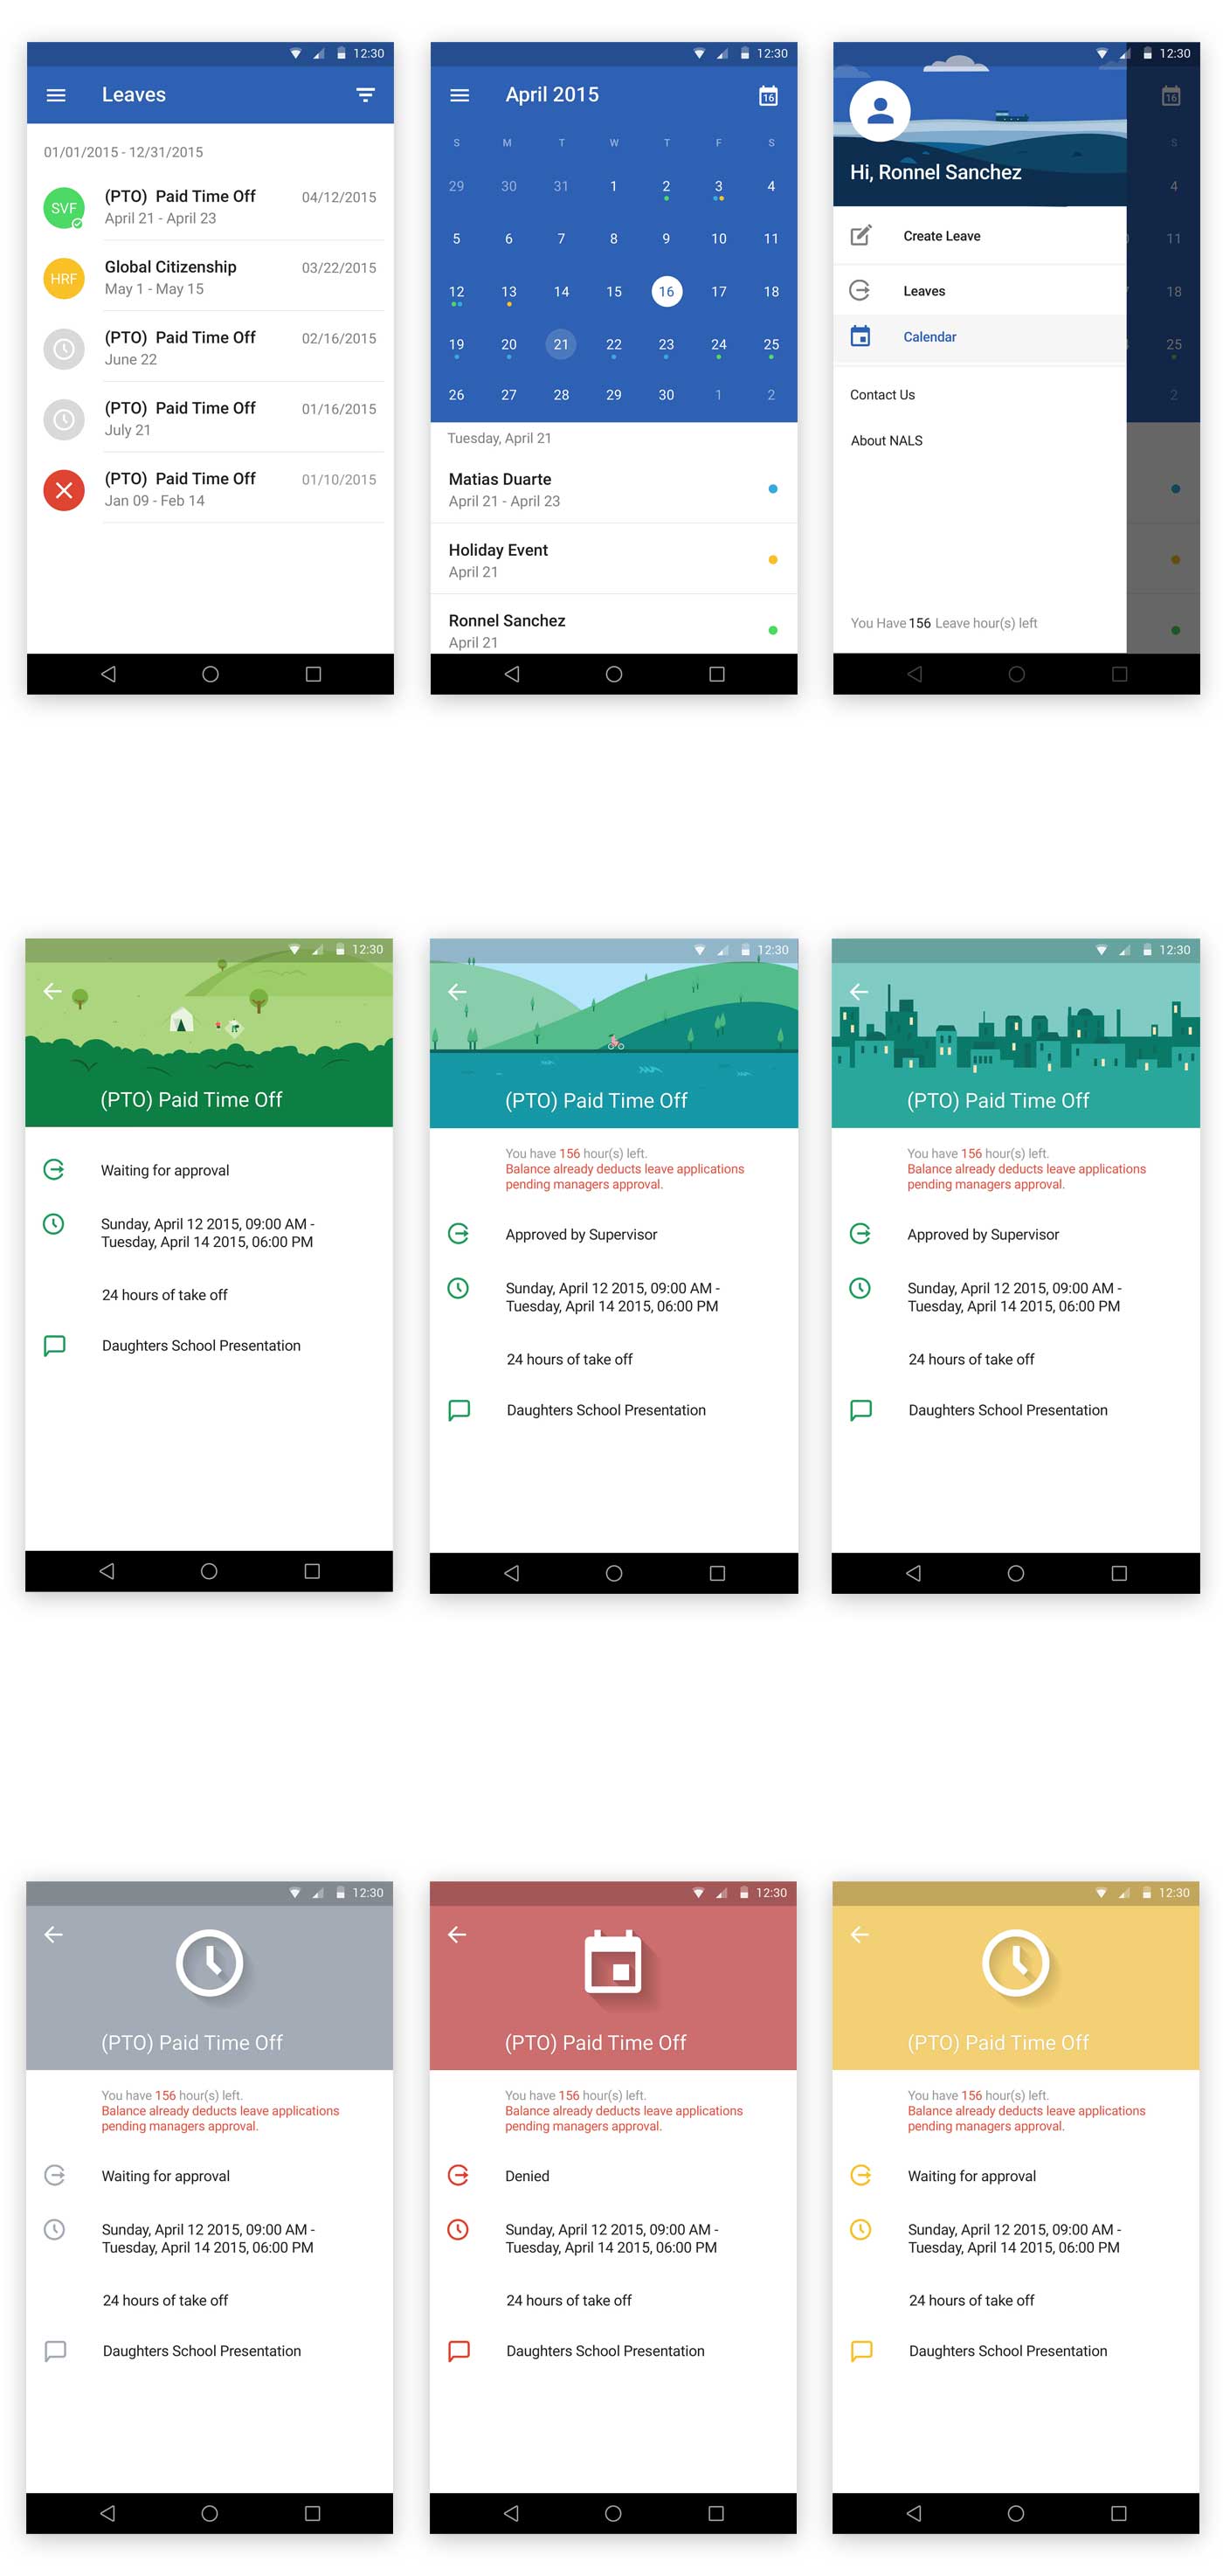 12:30
Leaves
01/01/2015 - 12/31/2015
SVF
(PTO)  Paid Time Off
04/12/2015
April 21 - April 23
HRF
Global Citizenship
03/22/2015
May 1 - May 15
(PTO)  Paid Time Off
02/16/2015
June 22
(PTO)  Paid Time Off
01/16/2015
July 21
(PTO)  Paid Time Off
01/10/2015
Jan 09 - Feb 14
12:30
April 2015
16
S M T W T F S
29 30 31 1 2 3 4
5 6 7 8 9 10 11
12 13 14 15 16 17 18
19 20 21 22 23 24 25
26 27 28 29 30 1 2
Tuesday, April 21
Matias Duarte
April 21 - April 23
Holiday Event
April 21
Ronnel Sanchez
April 21
12:30
16
S
4
11
18
25
2
Hi, Ronnel Sanchez
Create Leave
Leaves
Calendar
Contact Us
About NALS
You Have 156 Leave hour(s) left
12:30
(PTO) Paid Time Off
Waiting for approval
Sunday, April 12 2015, 09:00 AM -
Tuesday, April 14 2015, 06:00 PM
24 hours of take off
Daughters School Presentation
12:30
(PTO) Paid Time Off
You have 156 hour(s) left.
Balance already deducts leave applications
pending managers approval.
Approved by Supervisor
Sunday, April 12 2015, 09:00 AM -
Tuesday, April 14 2015, 06:00 PM
24 hours of take off
Daughters School Presentation
12:30
(PTO) Paid Time Off
You have 156 hour(s) left.
Balance already deducts leave applications
pending managers approval.
Approved by Supervisor
Sunday, April 12 2015, 09:00 AM -
Tuesday, April 14 2015, 06:00 PM
24 hours of take off
Daughters School Presentation
12:30
(PTO) Paid Time Off
You have 156 hour(s) left.
Balance already deducts leave applications
pending managers approval.
Waiting for approval
Sunday, April 12 2015, 09:00 AM -
Tuesday, April 14 2015, 06:00 PM
24 hours of take off
Daughters School Presentation
12:30
(PTO) Paid Time Off
You have 156 hour(s) left.
Balance already deducts leave applications
pending managers approval.
Denied
Sunday, April 12 2015, 09:00 AM -
Tuesday, April 14 2015, 06:00 PM
24 hours of take off
Daughters School Presentation
12:30
(PTO) Paid Time Off
You have 156 hour(s) left.
Balance already deducts leave applications
pending managers approval.
Waiting for approval
Sunday, April 12 2015, 09:00 AM -
Tuesday, April 14 2015, 06:00 PM
24 hours of take off
Daughters School Presentation